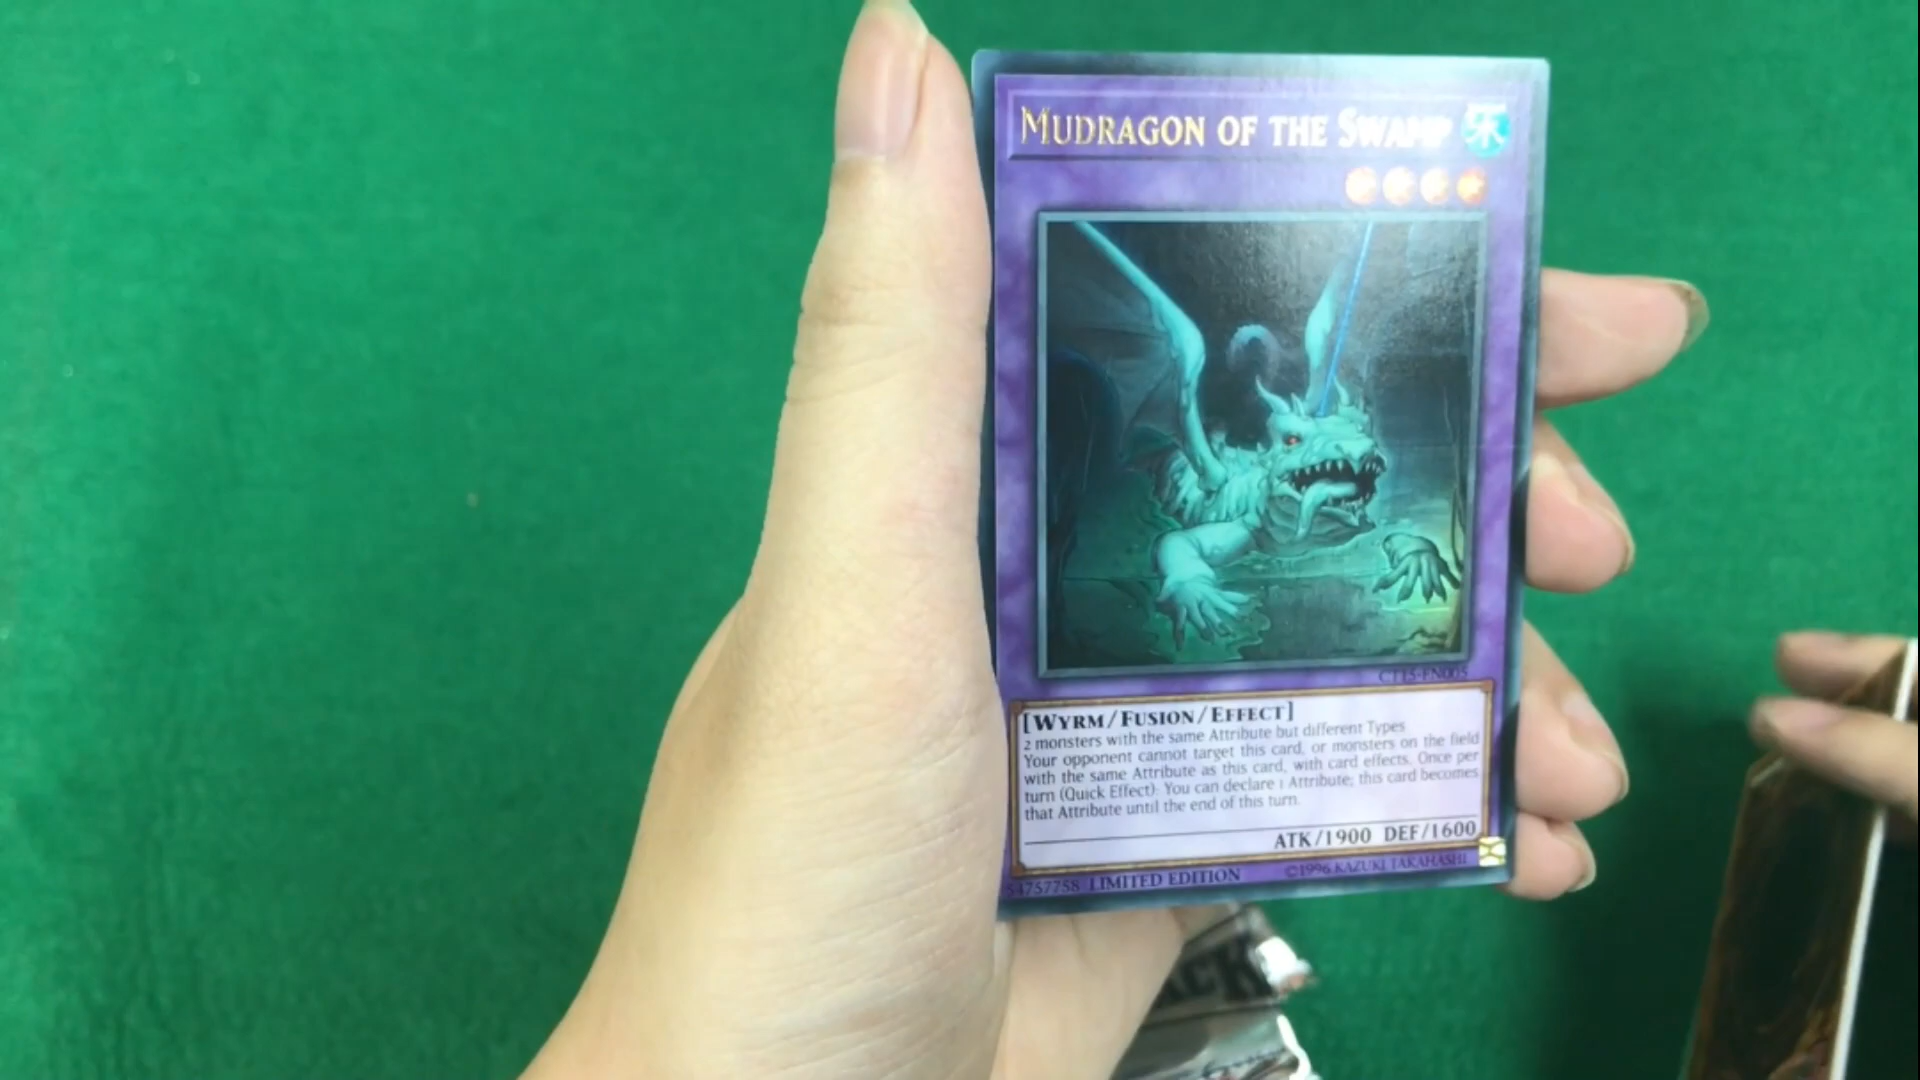 MUDRAGON OF THE SWAMP 水
CT15-EN005
[WYRM/FUSION/EFFECT]
2 monsters with the same Attribute but different Types
Your opponent cannot target this card, or monsters on the field
with the same Attribute as this card, with card effects. Once per
turn (Quick Effect): You can declare 1 Attribute; this card becomes
that Attribute until the end of this turn.
ATK/1900 DEF/1600
54757758 LIMITED EDITION ©1996 KAZUKI TAKAHASHI